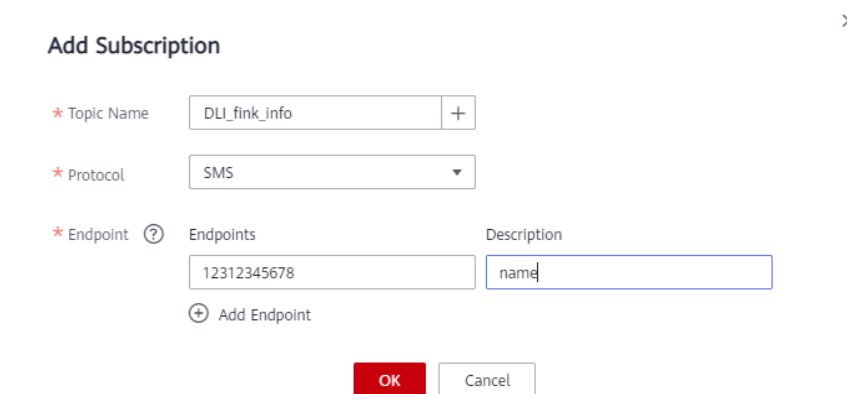 Add Subscription
* Topic Name DLI_fink_info +
* Protocol SMS
* Endpoint ? Endpoints Description
12312345678 name
+ Add Endpoint
OK Cancel